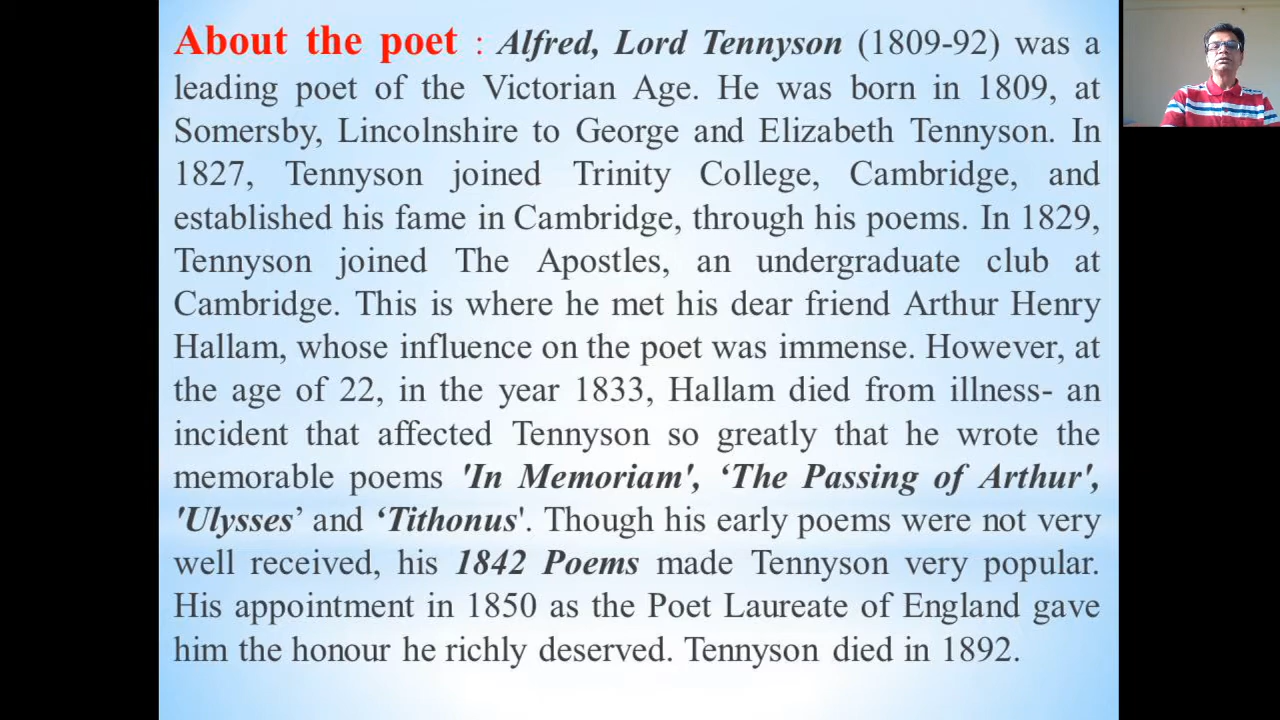 About the poet : Alfred, Lord Tennyson (1809-92) was a
leading poet of the Victorian Age. He was born in 1809, at
Somersby, Lincolnshire to George and Elizabeth Tennyson. In
1827, Tennyson joined Trinity College, Cambridge, and
established his fame in Cambridge, through his poems. In 1829,
Tennyson joined The Apostles, an undergraduate club at
Cambridge. This is where he met his dear friend Arthur Henry
Hallam, whose influence on the poet was immense. However, at
the age of 22, in the year 1833, Hallam died from illness- an
incident that affected Tennyson so greatly that he wrote the
memorable poems 'In Memoriam', ‘The Passing of Arthur',
'Ulysses’ and ‘Tithonus'. Though his early poems were not very
well received, his 1842 Poems made Tennyson very popular.
His appointment in 1850 as the Poet Laureate of England gave
him the honour he richly deserved. Tennyson died in 1892.